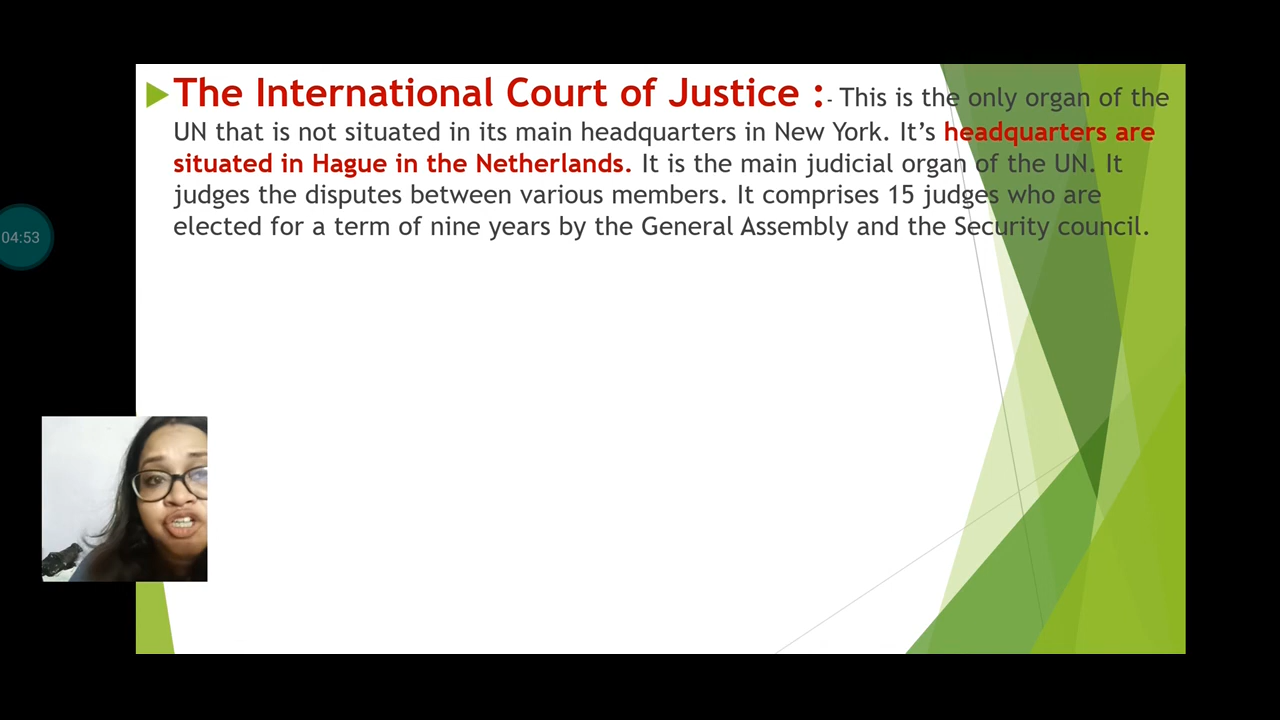 The International Court of Justice :- This is the only organ of the
UN that is not situated in its main headquarters in New York. It’s headquarters are
situated in Hague in the Netherlands. It is the main judicial organ of the UN. It
judges the disputes between various members. It comprises 15 judges who are
elected for a term of nine years by the General Assembly and the Security council.
04:53